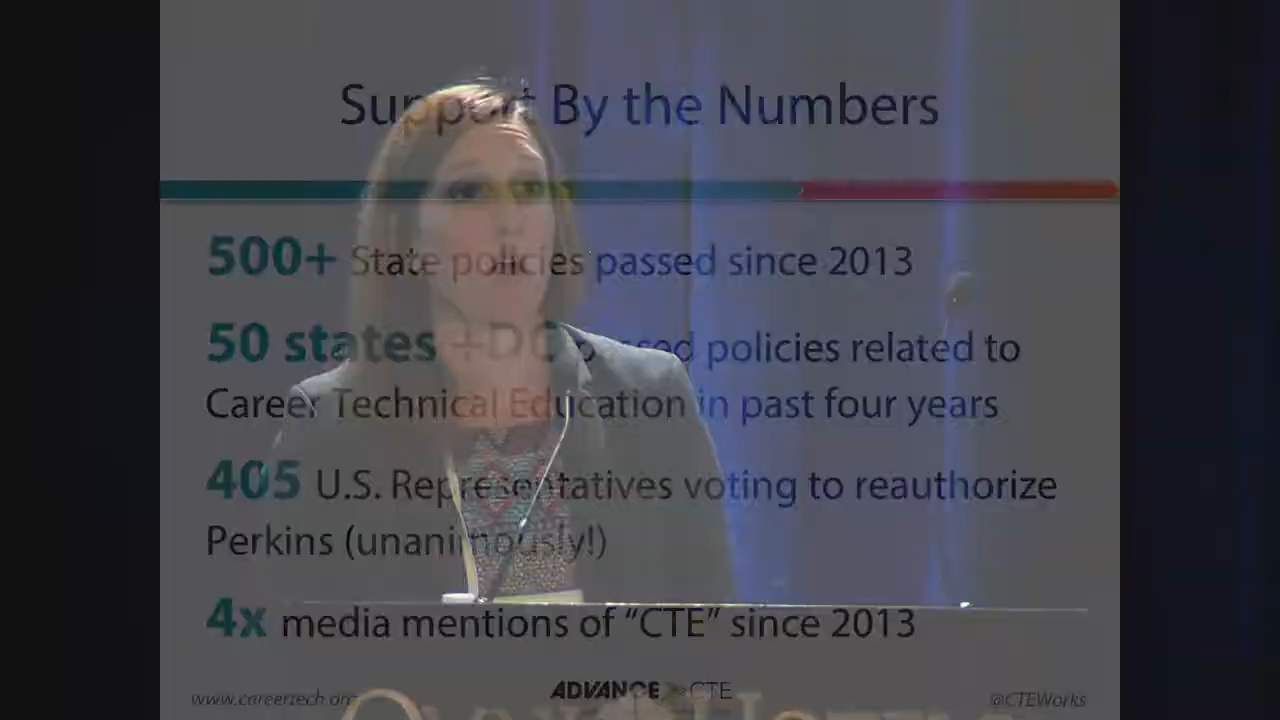 Support By the Numbers
500+ State policies passed since 2013
50 states +DC passed policies related to
Career Technical Education in past four years
405 U.S. Representatives voting to reauthorize
Perkins (unanimously!)
4x media mentions of “CTE” since 2013
www.careertech.org
ADVANCE CTE
@CTEWorks